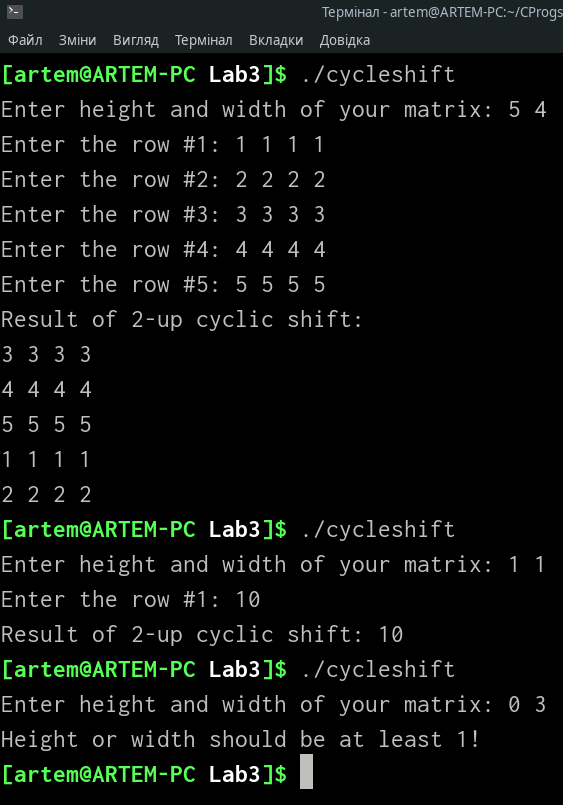 Термінал - artem@ARTEM-PC:~/CProgs
Файл Зміни Вигляд Термінал Вкладки Довідка
[artem@ARTEM-PC Lab3]$ ./cycleshift
Enter height and width of your matrix: 5 4
Enter the row #1: 1 1 1 1
Enter the row #2: 2 2 2 2
Enter the row #3: 3 3 3 3
Enter the row #4: 4 4 4 4
Enter the row #5: 5 5 5 5
Result of 2-up cyclic shift:
3 3 3 3
4 4 4 4
5 5 5 5
1 1 1 1
2 2 2 2
[artem@ARTEM-PC Lab3]$ ./cycleshift
Enter height and width of your matrix: 1 1
Enter the row #1: 10
Result of 2-up cyclic shift: 10
[artem@ARTEM-PC Lab3]$ ./cycleshift
Enter height and width of your matrix: 0 3
Height or width should be at least 1!
[artem@ARTEM-PC Lab3]$